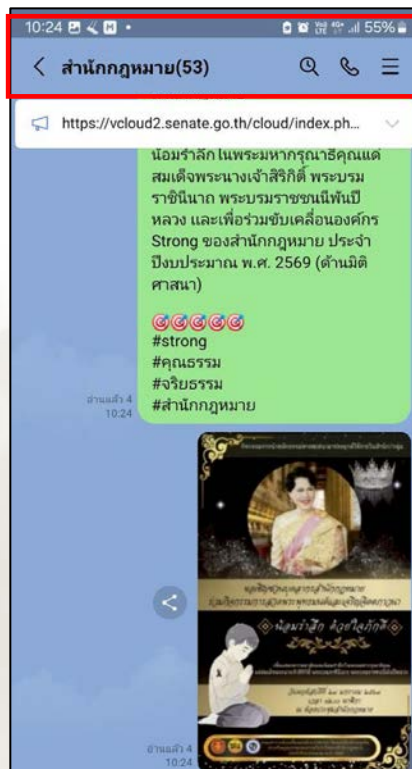 10:24
55%
สำนักกฎหมาย(53)
https://vcloud2.senate.go.th/cloud/index.ph...
น้อมรำลึกในพระมหากรุณาธิคุณแด่
สมเด็จพระนางเจ้าสิริกิติ์ พระบรม
ราชินีนาถ พระบรมราชชนนีพันปี
หลวง และเพื่อร่วมขับเคลื่อนองค์กร
Strong ของสำนักกฎหมาย ประจำ
ปีงบประมาณ พ.ศ. 2569 (ด้านมิติ
ศาสนา)
#strong
#คุณธรรม
#จริยธรรม
#สำนักกฎหมาย
อ่านแล้ว 4
10:24
น้อมรำลึก ด้วยใจภักดิ์
อ่านแล้ว 4
10:24